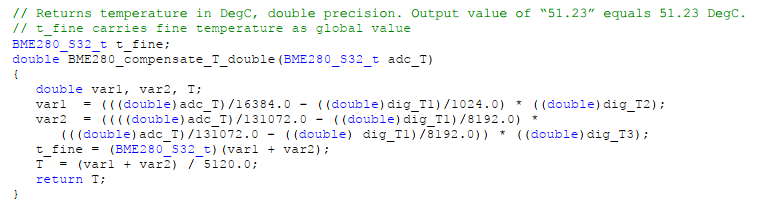 // Returns temperature in DegC, double precision. Output value of “51.23” equals 51.23 DegC.
// t_fine carries fine temperature as global value
BME280_S32_t t_fine;
double BME280_compensate_T_double(BME280_S32_t adc_T)
{
double var1, var2, T;
var1 = (((double)adc_T)/16384.0 - ((double)dig_T1)/1024.0) * ((double)dig_T2);
var2 = ((((double)adc_T)/131072.0 - ((double)dig_T1)/8192.0) *
(((double)adc_T)/131072.0 - ((double) dig_T1)/8192.0)) * ((double)dig_T3);
t_fine = (BME280_S32_t)(var1 + var2);
T = (var1 + var2) / 5120.0;
return T;
}